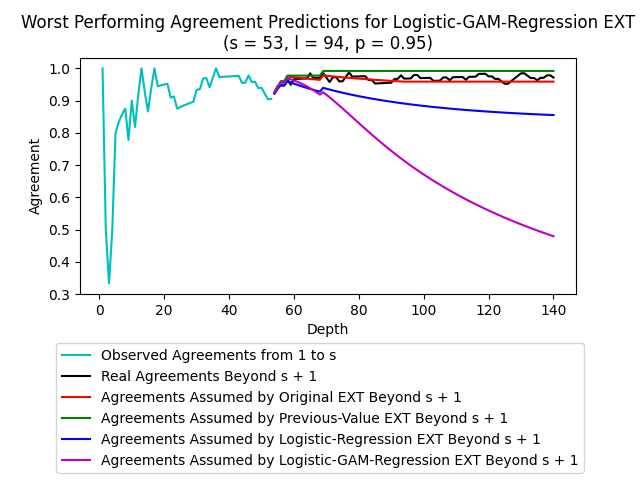 Worst Performing Agreement Predictions for Logistic-GAM-Regression EXT
(s = 53, l = 94, p = 0.95)
1.0
0.9
0.8
0.7
0.6
0.5
0.4
0.3
Agreement
0 20 40 60 80 100 120 140
Depth
Observed Agreements from 1 to s
Real Agreements Beyond s + 1
Agreements Assumed by Original EXT Beyond s + 1
Agreements Assumed by Previous-Value EXT Beyond s + 1
Agreements Assumed by Logistic-Regression EXT Beyond s + 1
Agreements Assumed by Logistic-GAM-Regression EXT Beyond s + 1